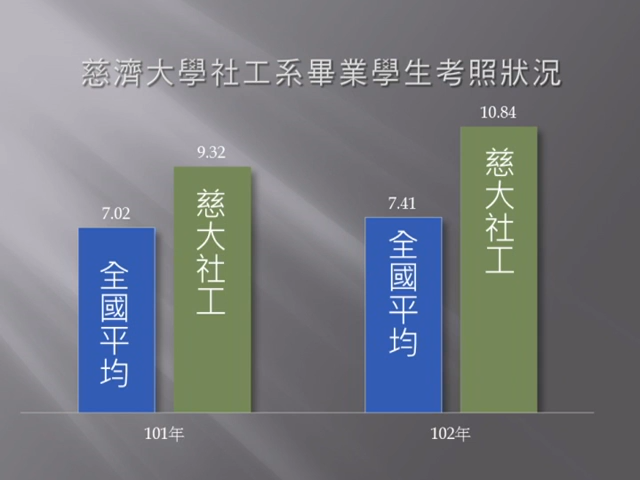 慈濟大學社工系畢業學生考照狀況
7.02
全國平均
9.32
慈大社工
7.41
全國平均
10.84
慈大社工
101年
102年